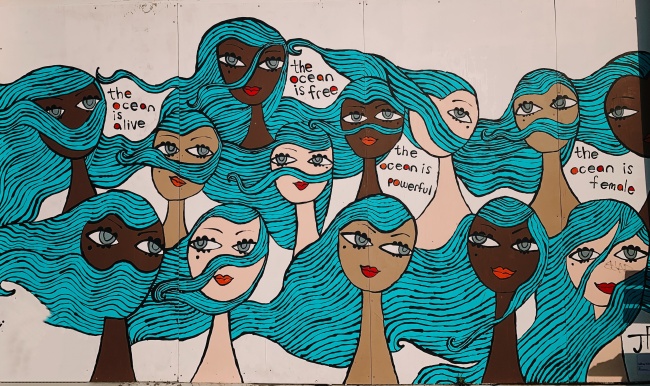 the
ocean
is
alive
the
ocean
is free
the
ocean is
powerful
the
ocean is
female